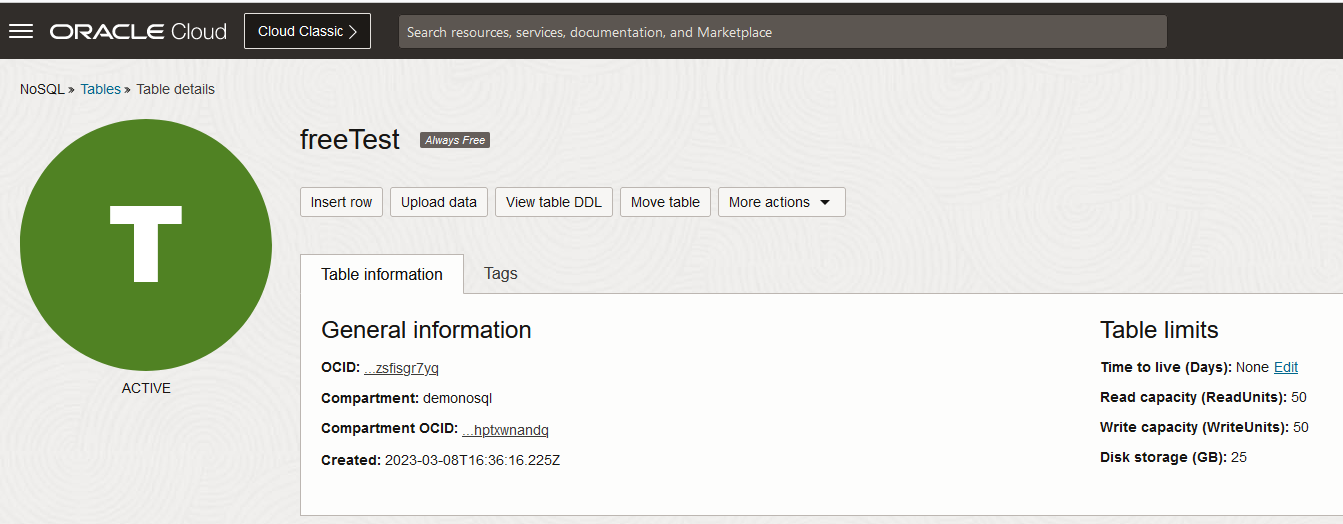 ORACLE Cloud
Cloud Classic
Search resources, services, documentation, and Marketplace
NoSQL » Tables » Table details
T
ACTIVE
freeTest Always Free
Insert row Upload data View table DDL Move table More actions
Table information Tags
General information
OCID: ...zsfisgr7yq
Compartment: demonosql
Compartment OCID: ...hptxwnandq
Created: 2023-03-08T16:36:16.225Z
Table limits
Time to live (Days): None Edit
Read capacity (ReadUnits): 50
Write capacity (WriteUnits): 50
Disk storage (GB): 25